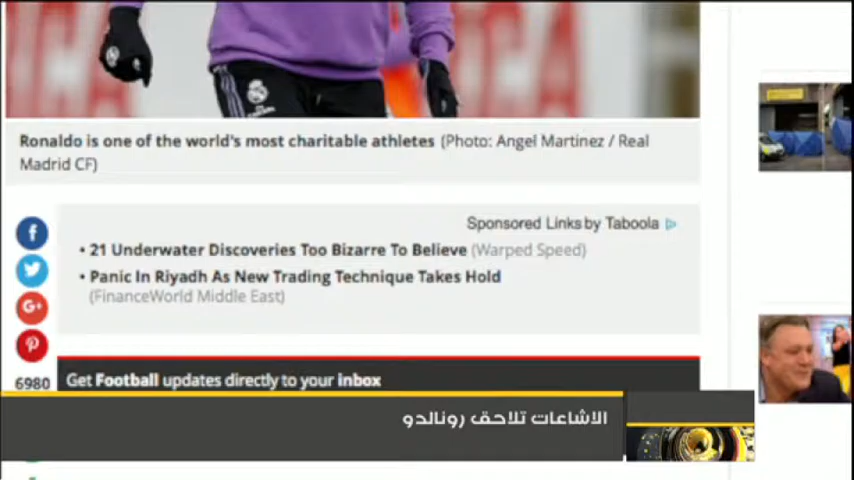 Ronaldo is one of the world's most charitable athletes (Photo: Angel Martinez / Real
Madrid CF)
Sponsored Links by Taboola
• 21 Underwater Discoveries Too Bizarre To Believe (Warped Speed)
• Panic In Riyadh As New Trading Technique Takes Hold
(FinanceWorld Middle East)
6980
Get Football updates directly to your inbox
الاشاعات تلاحق رونالدو